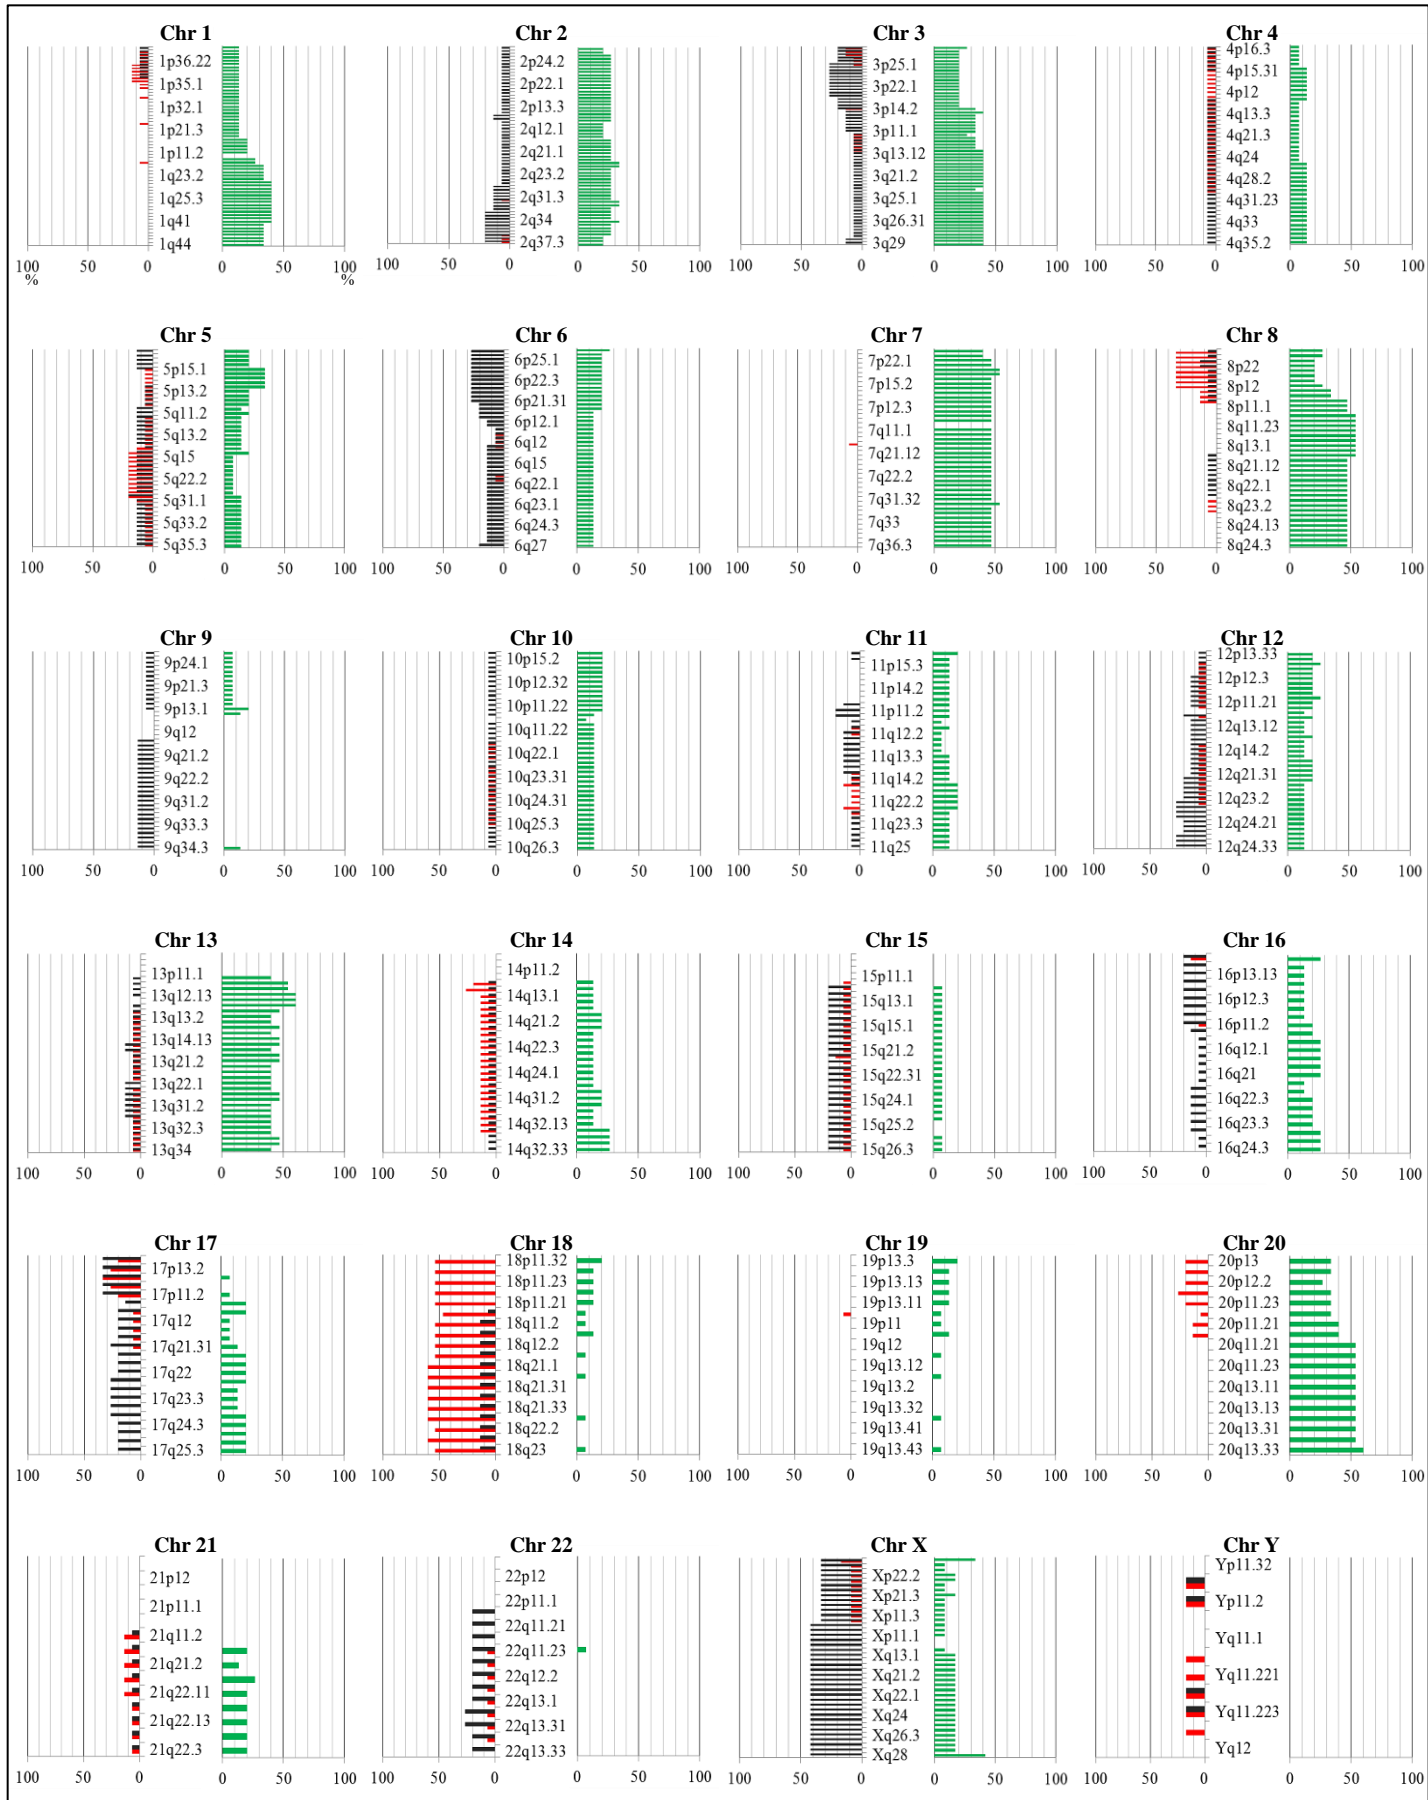 Chr 1
1p36.22
1p35.1
1p32.1
1p21.3
1p11.2
1q23.2
1q25.3
1q41
1q44
100 50 0 0 50 100
% %
Chr 2
2p24.2
2p22.1
2p13.3
2q12.1
2q21.1
2q23.2
2q31.3
2q34
2q37.3
100 50 0 0 50 100
Chr 3
3p25.1
3p22.1
3p14.2
3p11.1
3q13.12
3q21.2
3q25.1
3q26.31
3q29
100 50 0 0 50 100
Chr 4
4p16.3
4p15.31
4p12
4q13.3
4q21.3
4q24
4q28.2
4q31.23
4q33
4q35.2
100 50 0 0 50 100
Chr 5
5p15.1
5p13.2
5q11.2
5q13.2
5q15
5q22.2
5q31.1
5q33.2
5q35.3
100 50 0 0 50 100
Chr 6
6p25.1
6p22.3
6p21.31
6p12.1
6q12
6q15
6q22.1
6q23.1
6q24.3
6q27
100 50 0 0 50 100
Chr 7
7p22.1
7p15.2
7p12.3
7q11.1
7q21.12
7q22.2
7q31.32
7q33
7q36.3
100 50 0 0 50 100
Chr 8
8p22
8p12
8p11.1
8q11.23
8q13.1
8q21.12
8q22.1
8q23.2
8q24.13
8q24.3
100 50 0 0 50 100
Chr 9
9p24.1
9p21.3
9p13.1
9q12
9q21.2
9q22.2
9q31.2
9q33.3
9q34.3
100 50 0 0 50 100
Chr 10
10p15.2
10p12.32
10p11.22
10q11.22
10q22.1
10q23.31
10q24.31
10q25.3
10q26.3
100 50 0 0 50 100
Chr 11
11p15.3
11p14.2
11p11.2
11q12.2
11q13.3
11q14.2
11q22.2
11q23.3
11q25
100 50 0 0 50 100
Chr 12
12p13.33
12p12.3
12p11.21
12q13.12
12q14.2
12q21.31
12q23.2
12q24.21
12q24.33
100 50 0 0 50 100
Chr 13
13p11.1
13q12.13
13q13.2
13q14.13
13q21.2
13q22.1
13q31.2
13q32.3
13q34
100 50 0 0 50 100
Chr 14
14p11.2
14q13.1
14q21.2
14q22.3
14q24.1
14q31.2
14q32.13
14q32.33
100 50 0 0 50 100
Chr 15
15p11.1
15q13.1
15q15.1
15q21.2
15q22.31
15q24.1
15q25.2
15q26.3
100 50 0 0 50 100
Chr 16
16p13.13
16p12.3
16p11.2
16q12.1
16q21
16q22.3
16q23.3
16q24.3
100 50 0 0 50 100
Chr 17
17p13.2
17p11.2
17q12
17q21.31
17q22
17q23.3
17q24.3
17q25.3
100 50 0 0 50 100
Chr 18
18p11.32
18p11.23
18p11.21
18q11.2
18q12.2
18q21.1
18q21.31
18q21.33
18q22.2
18q23
100 50 0 0 50 100
Chr 19
19p13.3
19p13.13
19p13.11
19p11
19q12
19q13.12
19q13.2
19q13.32
19q13.41
19q13.43
100 50 0 0 50 100
Chr 20
20p13
20p12.2
20p11.23
20p11.21
20q11.21
20q11.23
20q13.11
20q13.13
20q13.31
20q13.33
100 50 0 0 50 100
Chr 21
21p12
21p11.1
21q11.2
21q21.2
21q22.11
21q22.13
21q22.3
100 50 0 0 50 100
Chr 22
22p12
22p11.1
22q11.21
22q11.23
22q12.2
22q13.1
22q13.31
22q13.33
100 50 0 0 50 100
Chr X
Xp22.2
Xp21.3
Xp11.3
Xp11.1
Xq13.1
Xq21.2
Xq22.1
Xq24
Xq26.3
Xq28
100 50 0 0 50 100
Chr Y
Yp11.32
Yp11.2
Yq11.1
Yq11.221
Yq11.223
Yq12
100 50 0 0 50 100